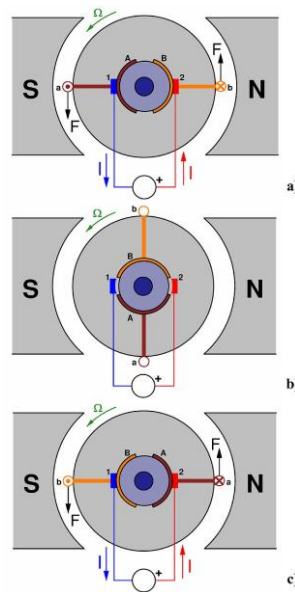 Ω
A B
S N
a 1 2 b
F F
I I
+
a)
Ω
b
B
S 1 2 N
A
a
+
b)
Ω
F
B A
S N
b 1 2 a
F
I I
+
c)